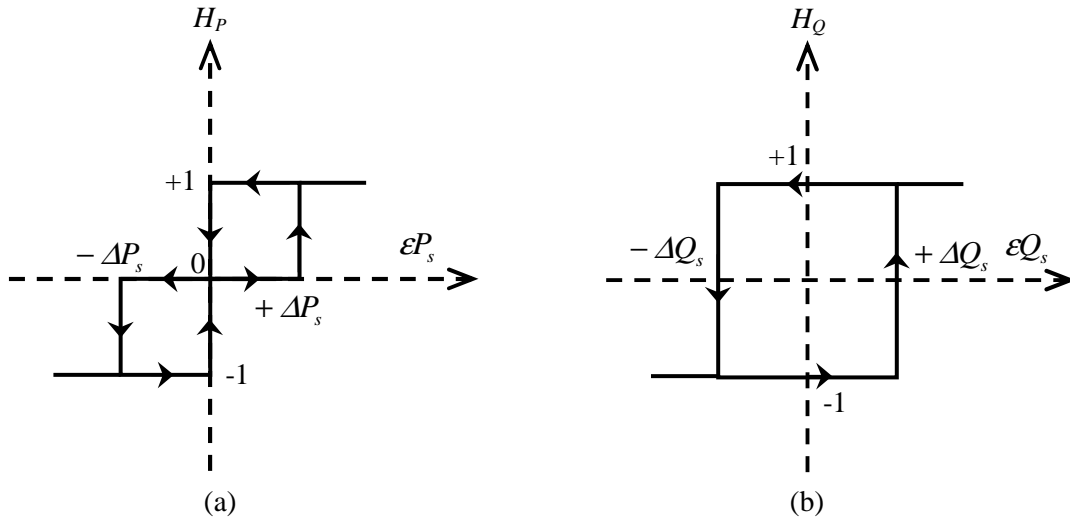 H_P
+1
− ΔP_s
0
εP_s
+ ΔP_s
-1
(a)
H_Q
+1
− ΔQ_s
+ ΔQ_s
εQ_s
-1
(b)